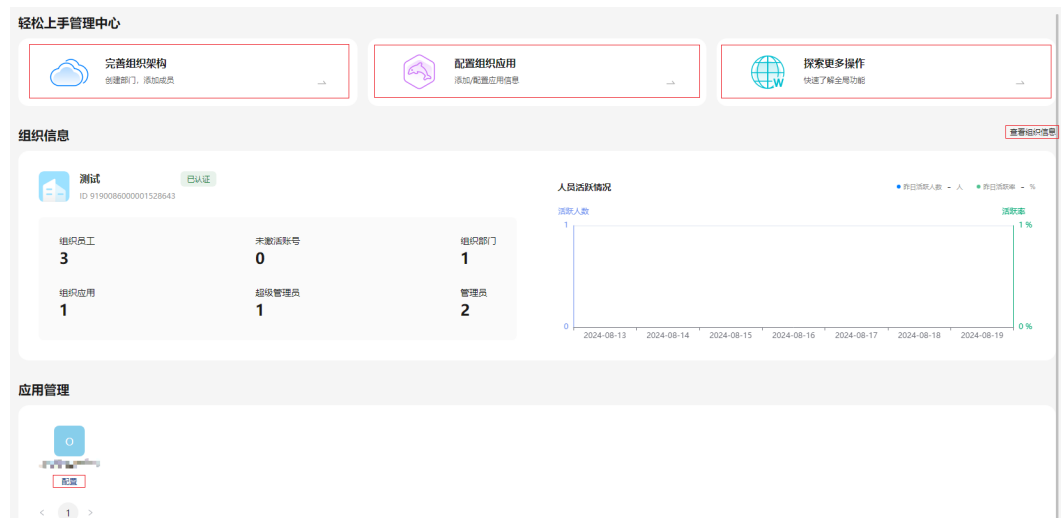 轻松上手管理中心
完善组织架构
创建部门，添加成员
配置组织应用
添加/配置应用信息
探索更多操作
快速了解全局功能
W
组织信息
查看组织信息
测试
已认证
ID 9190086000001528643
组织员工
3
未激活账号
0
组织部门
1
组织应用
1
超级管理员
1
管理员
2
人员活跃情况
昨日活跃人数 - 人 昨日活跃率 - %
活跃人数 活跃率
1 1 %
0 0 %
2024-08-13 2024-08-14 2024-08-15 2024-08-16 2024-08-17 2024-08-18 2024-08-19
应用管理
O
配置
< 1 >